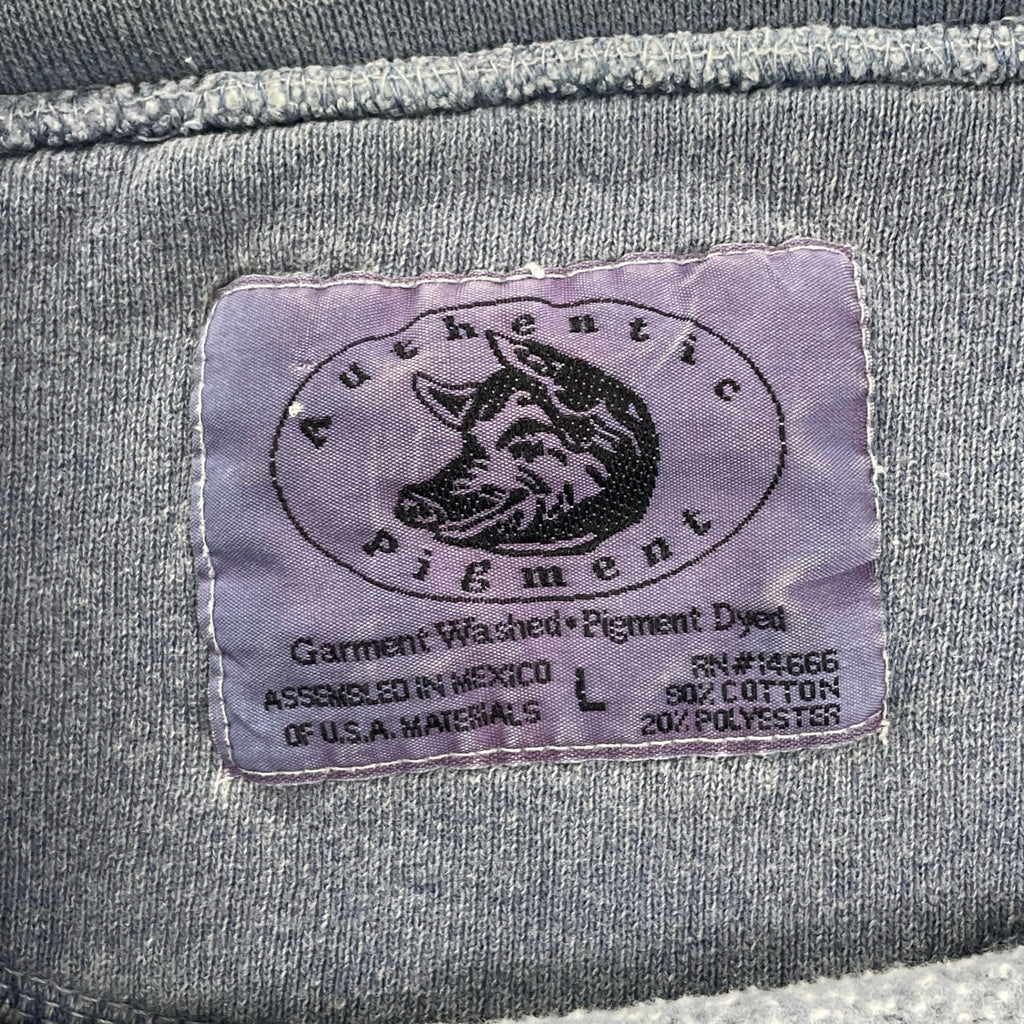 Authentic
Pigment
Garment Washed • Pigment Dyed
ASSEMBLED IN MEXICO
OF U.S.A. MATERIALS
L
RN #14666
80% COTTON
20% POLYESTER